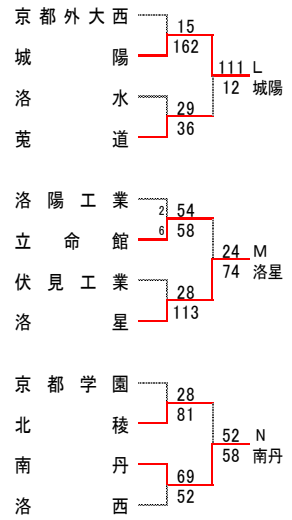 京都外大西
15
162
城陽
111 L
12 城陽
洛水
29
36
莵道
洛陽工業
2 54
6 58
立命館
24 M
74 洛星
伏見工業
28
113
洛星
京都学園
28
81
北稜
52 N
58 南丹
南丹
69
52
洛西